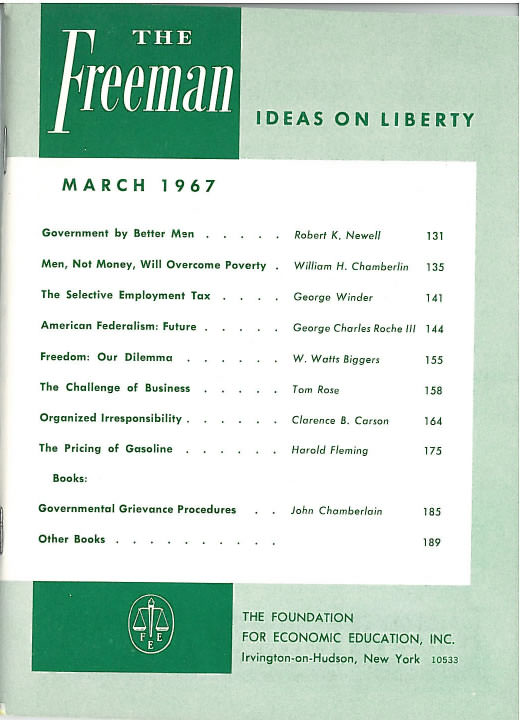 THE
Freeman
IDEAS ON LIBERTY
MARCH 1967
Government by Better Men . . . . . Robert K. Newell 131
Men, Not Money, Will Overcome Poverty . William H. Chamberlin 135
The Selective Employment Tax . . . . George Winder 141
American Federalism: Future . . . . . George Charles Roche III 144
Freedom: Our Dilemma . . . . . . W. Watts Biggers 155
The Challenge of Business . . . . . Tom Rose 158
Organized Irresponsibility . . . . . . Clarence B. Carson 164
The Pricing of Gasoline . . . . . . Harold Fleming 175
Books:
Governmental Grievance Procedures . . John Chamberlain 185
Other Books . . . . . . . . . . 189
F E E
THE FOUNDATION
FOR ECONOMIC EDUCATION, INC.
Irvington-on-Hudson, New York 10533